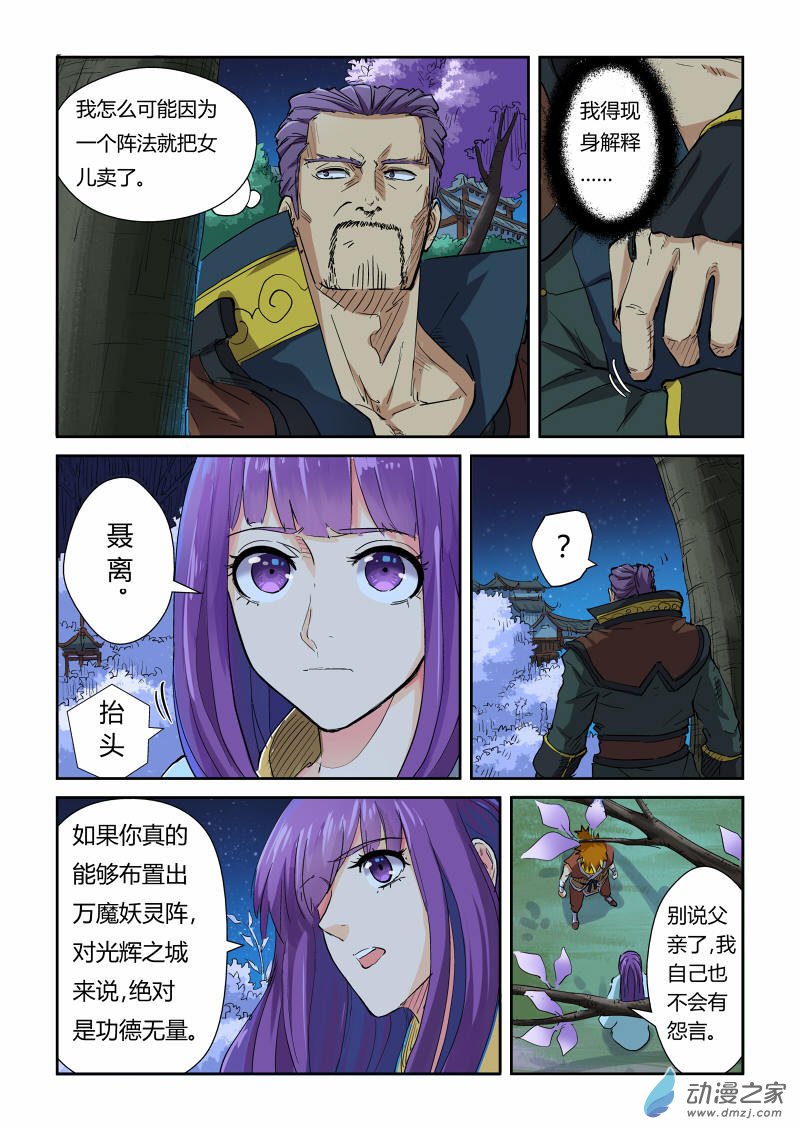 我怎么可能因为
一个阵法就把女
儿卖了。
我得现
身解释
……
聂
离。
抬
头
？
如果你真的
能够布置出
万魔妖灵阵，
对光辉之城
来说，绝对
是功德无量。
别说父
亲了，我
自己也
不会有
怨言。
动漫之家
www.dmzj.com